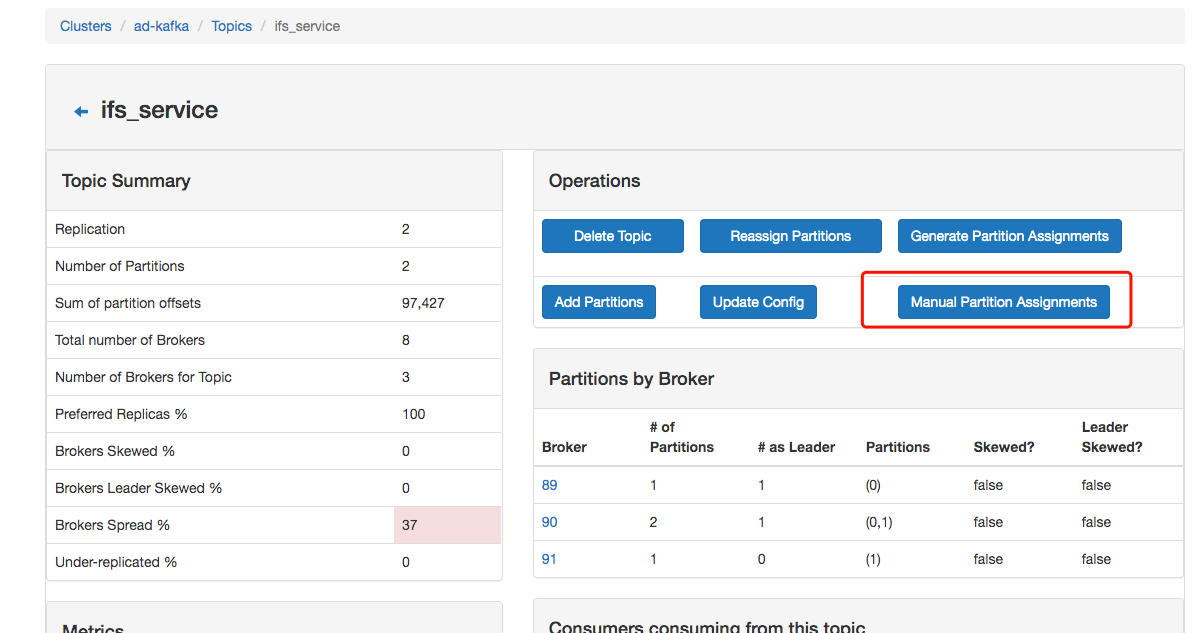 Clusters / ad-kafka / Topics / ifs_service
ifs_service
Topic Summary
Replication 2
Number of Partitions 2
Sum of partition offsets 97,427
Total number of Brokers 8
Number of Brokers for Topic 3
Preferred Replicas % 100
Brokers Skewed % 0
Brokers Leader Skewed % 0
Brokers Spread % 37
Under-replicated % 0
Metrics
Operations
Delete Topic Reassign Partitions Generate Partition Assignments
Add Partitions Update Config Manual Partition Assignments
Partitions by Broker
Broker # of Partitions # as Leader Partitions Skewed? Leader Skewed?
89 1 1 (0) false false
90 2 1 (0,1) false false
91 1 0 (1) false false
Consumers consuming from this topic